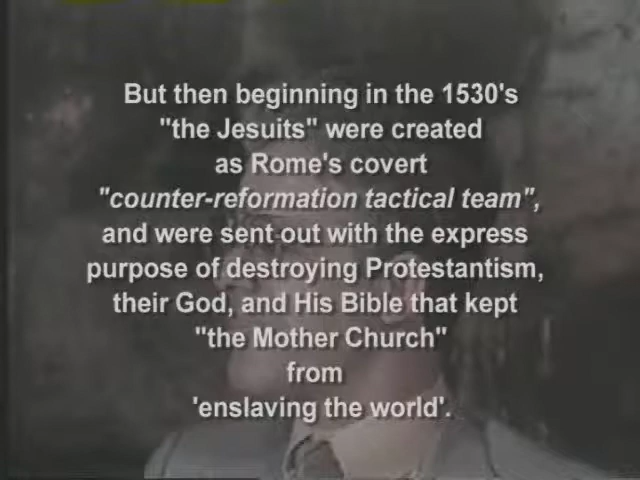 But then beginning in the 1530's
"the Jesuits" were created
as Rome's covert
"counter-reformation tactical team",
and were sent out with the express
purpose of destroying Protestantism,
their God, and His Bible that kept
"the Mother Church"
from
'enslaving the world'.